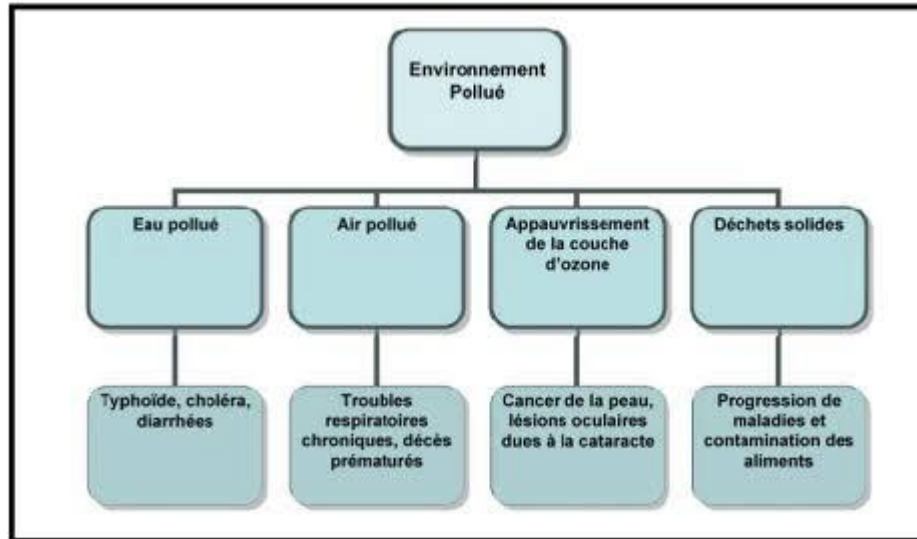 Environnement
Pollué
Eau pollué
Air pollué
Appauvrissement
de la couche
d'ozone
Déchets solides
Typhoïde, choléra,
diarrhées
Troubles
respiratoires
chroniques, décès
prématurés
Cancer de la peau,
lésions oculaires
dues à la cataracte
Progression de
maladies et
contamination des
aliments